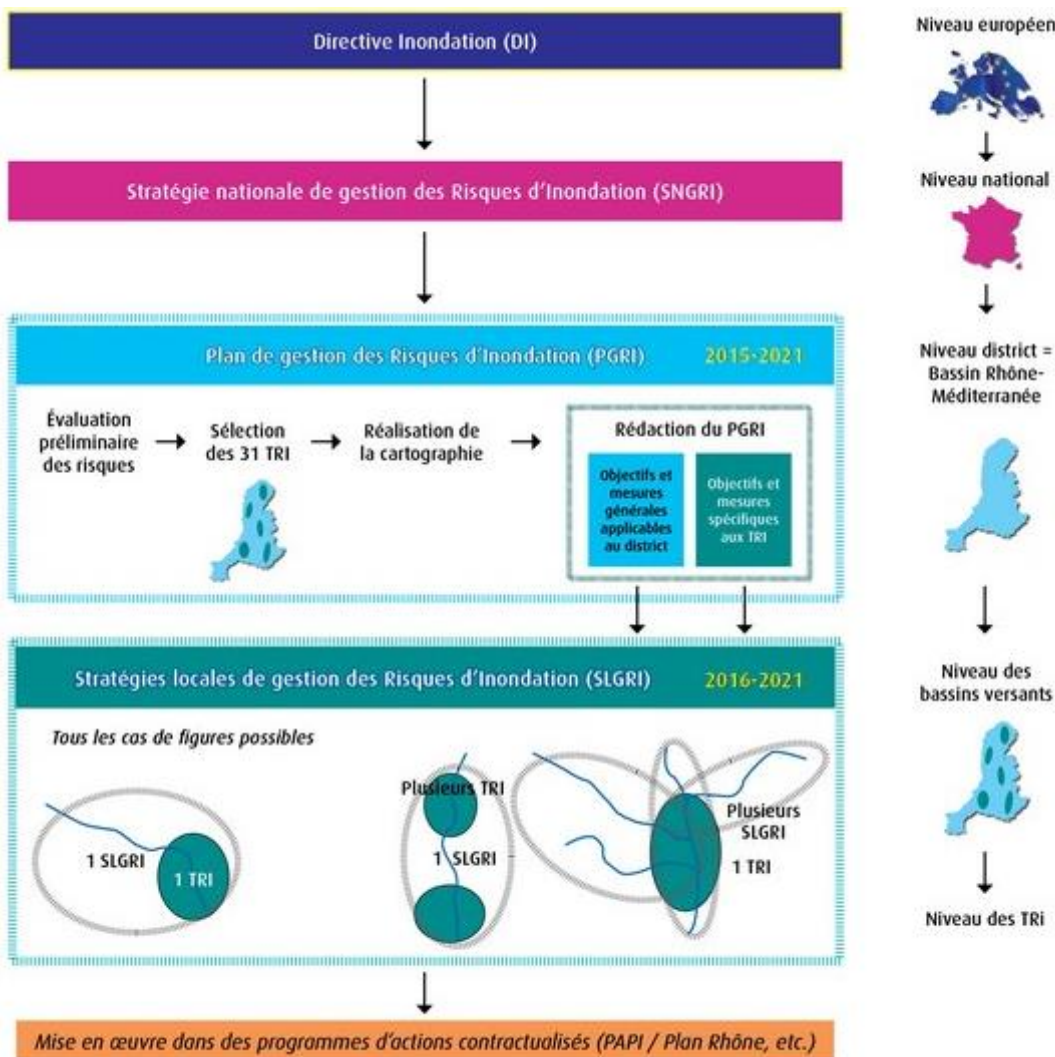 Directive Inondation (DI)
Stratégie nationale de gestion des Risques d'Inondation (SNGRI)
Plan de gestion des Risques d'Inondation (PGRI) 2015-2021
Évaluation
préliminaire
des risques
Sélection
des 31 TRI
Réalisation de
la cartographie
Rédaction du PGRI
Objectifs et
mesures
générales
applicables
au district
Objectifs et
mesures
spécifiques
aux TRI
Stratégies locales de gestion des Risques d'Inondation (SLGRI) 2016-2021
Tous les cas de figures possibles
1 SLGRI
1 TRI
Plusieurs TRI
1 SLGRI
Plusieurs
SLGRI
1 TRI
Mise en œuvre dans des programmes d'actions contractualisés (PAPI / Plan Rhône, etc.)
Niveau européen
Niveau national
Niveau district =
Bassin Rhône-
Méditerranée
Niveau des
bassins versants
Niveau des TRi